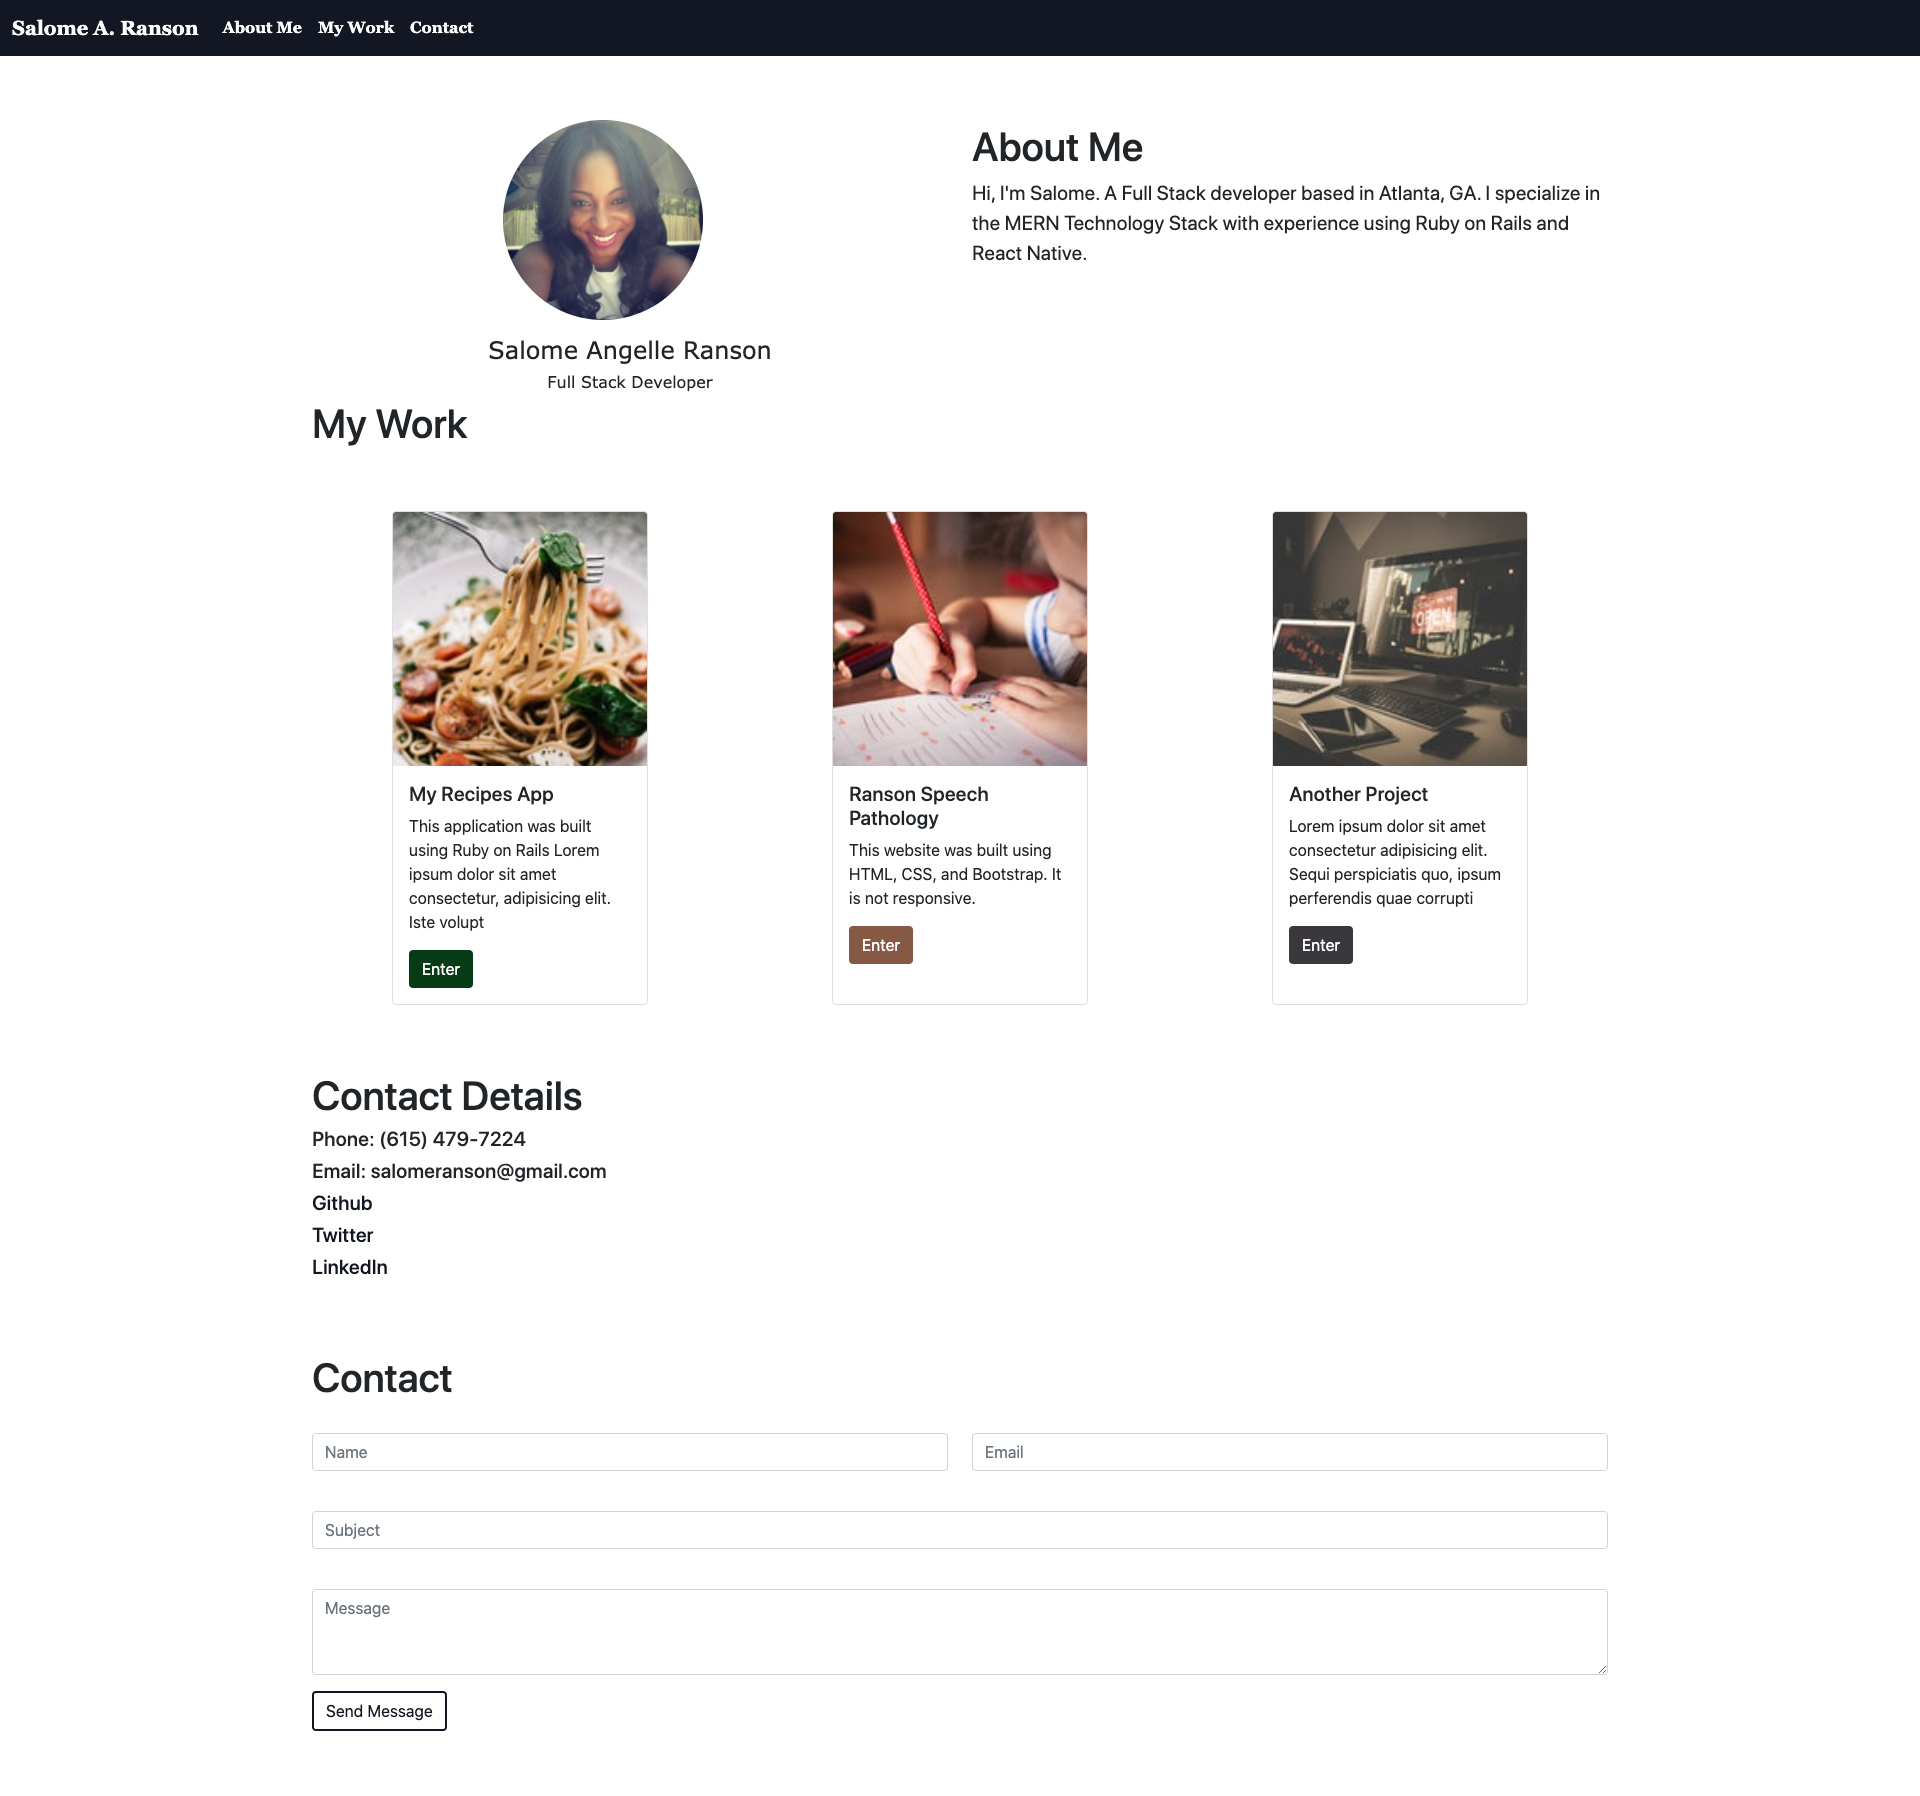 Salome A. Ranson About Me My Work Contact
About Me
Hi, I'm Salome. A Full Stack developer based in Atlanta, GA. I specialize in
the MERN Technology Stack with experience using Ruby on Rails and
React Native.
Salome Angelle Ranson
Full Stack Developer
My Work
OPEN
My Recipes App
This application was built
using Ruby on Rails Lorem
ipsum dolor sit amet
consectetur, adipisicing elit.
Iste volupt
Enter
Ranson Speech
Pathology
This website was built using
HTML, CSS, and Bootstrap. It
is not responsive.
Enter
Another Project
Lorem ipsum dolor sit amet
consectetur adipisicing elit.
Sequi perspiciatis quo, ipsum
perferendis quae corrupti
Enter
Contact Details
Phone: (615) 479-7224
Email: salomeranson@gmail.com
Github
Twitter
LinkedIn
Contact
Name
Email
Subject
Message
Send Message